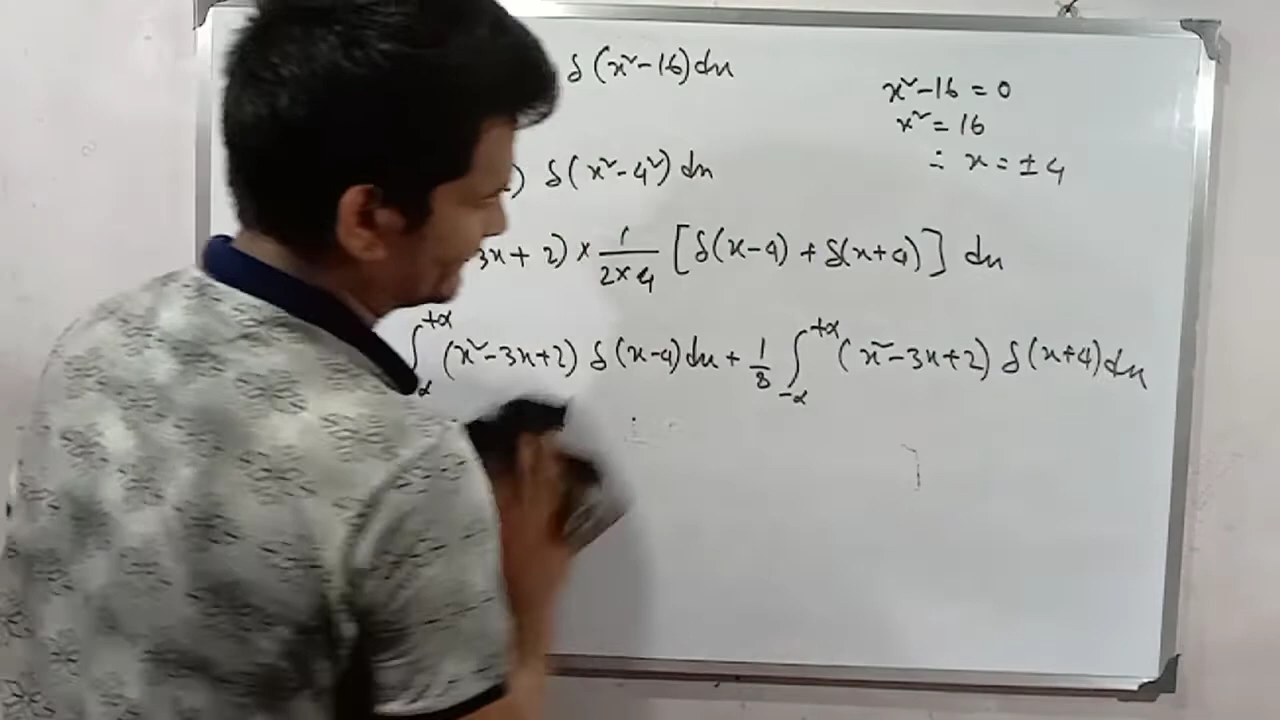 δ(x²-16)dx
x²-16 = 0
x² = 16
∴ x = ±4
) δ(x²-4²) dx
3x + 2) × 1/(2×4) [δ(x-4) + δ(x+4)] dx
∫_α^{+α} (x²-3x+2) δ(x-4)dx + 1/8 ∫_{-α}^{+α} (x²-3x+2) δ(x+4)dx